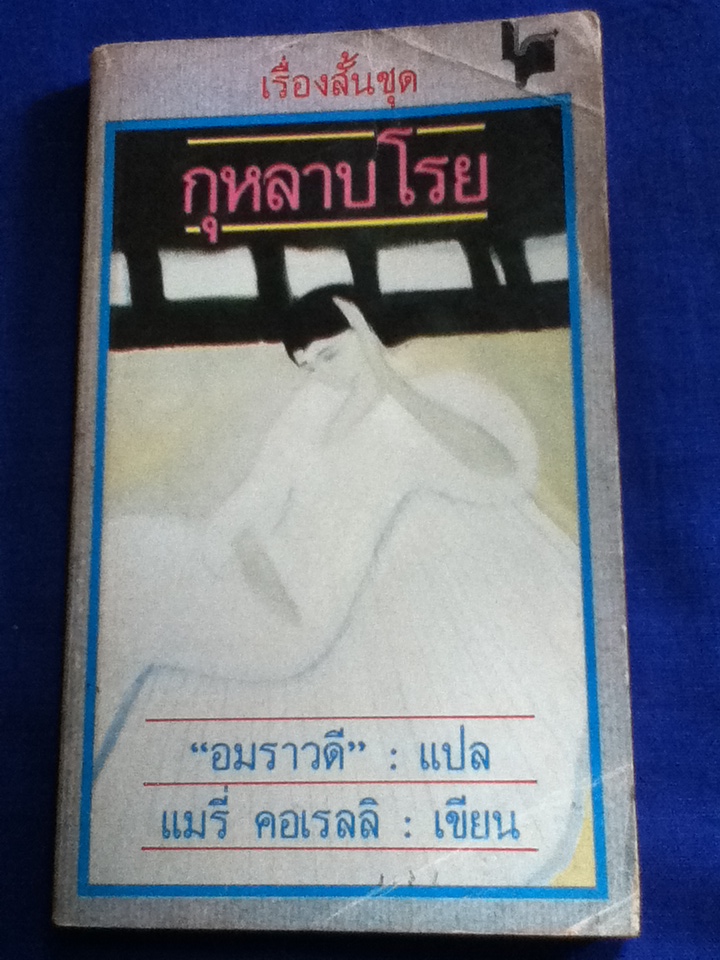 เรื่องสั้นชุด
กุหลาบโรย
“อมราวดี” : แปล
แมรี่ คอเรลลิ : เขียน